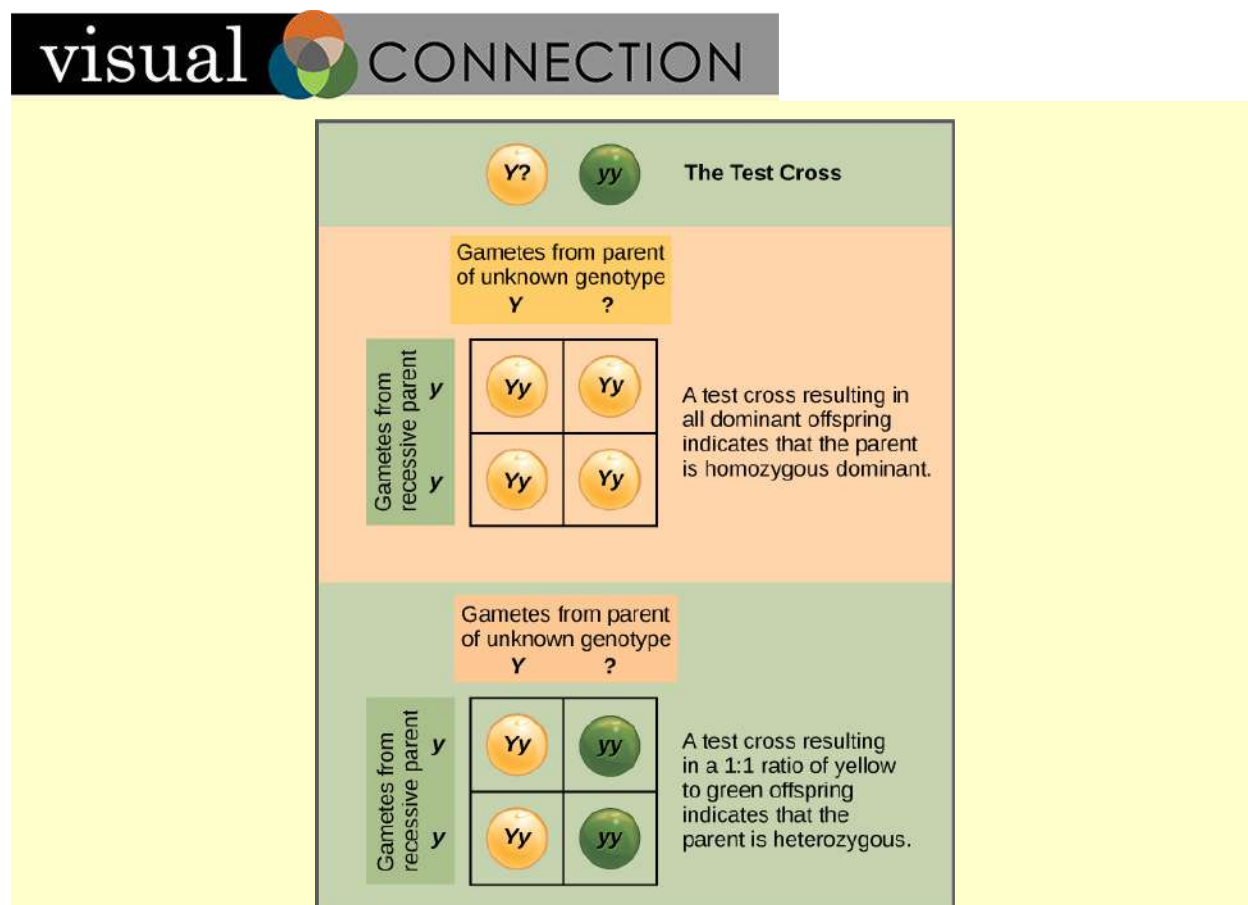 visual CONNECTION
Y? yy The Test Cross
Gametes from parent
of unknown genotype
Y ?
Gametes from
recessive parent
y
y
Yy Yy
Yy Yy
A test cross resulting in
all dominant offspring
indicates that the parent
is homozygous dominant.
Gametes from parent
of unknown genotype
Y ?
Gametes from
recessive parent
y
y
Yy yy
Yy yy
A test cross resulting
in a 1:1 ratio of yellow
to green offspring
indicates that the
parent is heterozygous.